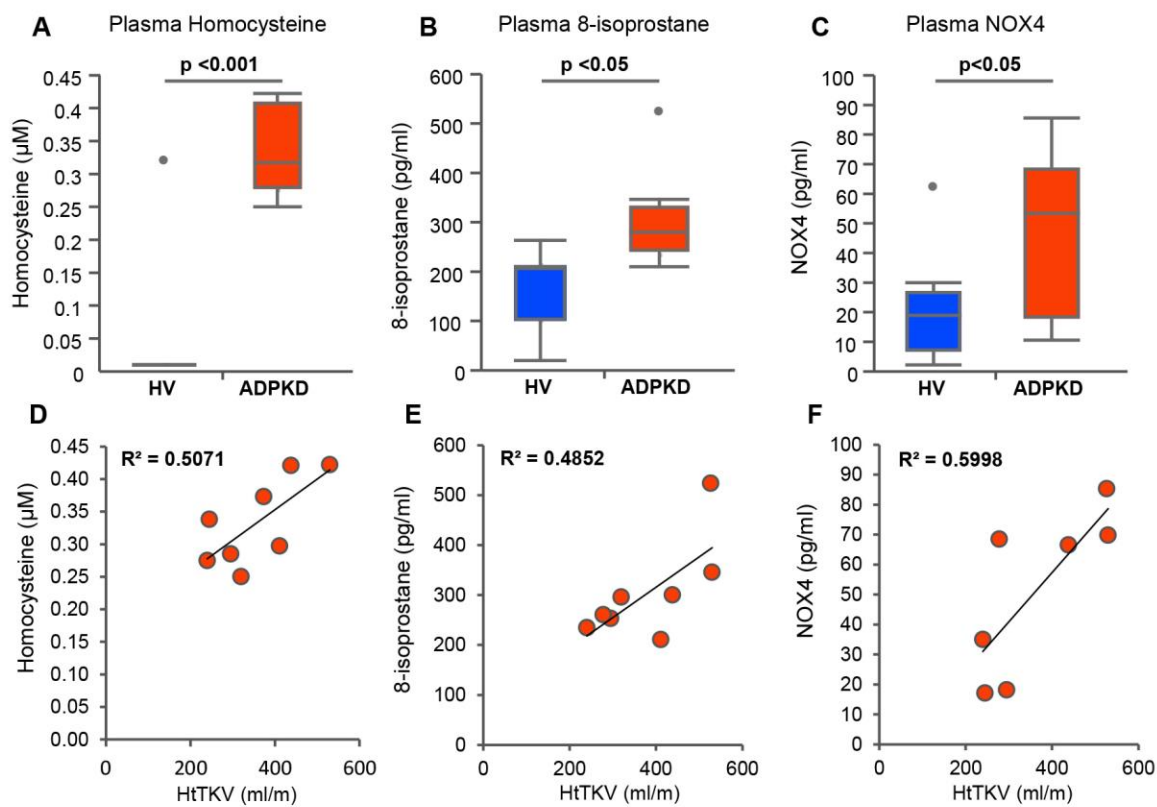 A Plasma Homocysteine
p <0.001
Homocysteine (µM)
0.45
0.4
0.35
0.3
0.25
0.2
0.15
0.1
0.05
0
HV ADPKD
B Plasma 8-isoprostane
p <0.05
8-isoprostane (pg/ml)
600
500
400
300
200
100
0
HV ADPKD
C Plasma NOX4
p<0.05
NOX4 (pg/ml)
100
90
80
70
60
50
40
30
20
10
0
HV ADPKD
D
R² = 0.5071
Homocysteine (µM)
0.45
0.40
0.35
0.30
0.25
0.20
0.15
0.10
0.05
0.00
0 200 400 600
HtTKV (ml/m)
E
R² = 0.4852
8-isoprostane (pg/ml)
600
500
400
300
200
100
0
0 200 400 600
HtTKV (ml/m)
F
R² = 0.5998
NOX4 (pg/ml)
100
90
80
70
60
50
40
30
20
10
0
0 200 400 600
HtTKV (ml/m)